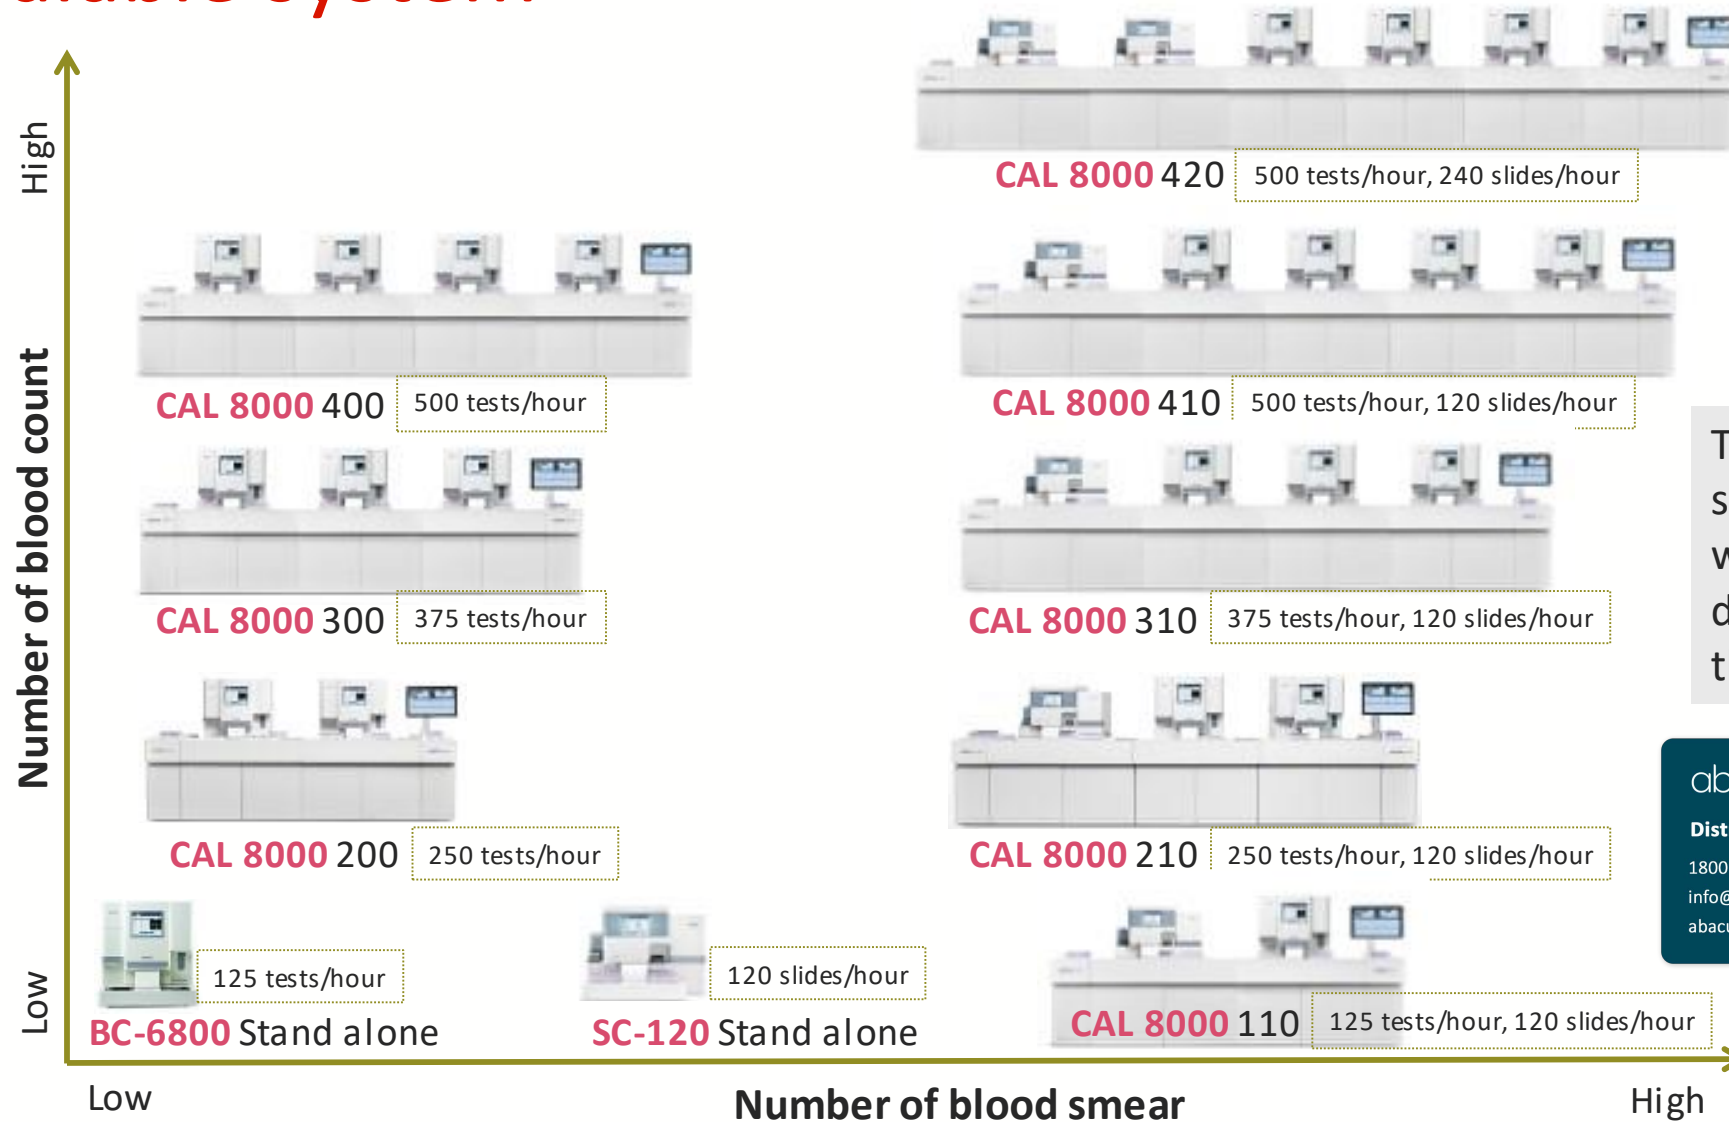 High
CAL 8000 420 500 tests/hour, 240 slides/hour
CAL 8000 400 500 tests/hour
CAL 8000 410 500 tests/hour, 120 slides/hour
Number of blood count
CAL 8000 300 375 tests/hour
CAL 8000 310 375 tests/hour, 120 slides/hour
CAL 8000 200 250 tests/hour
CAL 8000 210 250 tests/hour, 120 slides/hour
Dist
1800
info@
abacu
Low
125 tests/hour
BC-6800 Stand alone
120 slides/hour
SC-120 Stand alone
CAL 8000 110 125 tests/hour, 120 slides/hour
Low
Number of blood smear
High